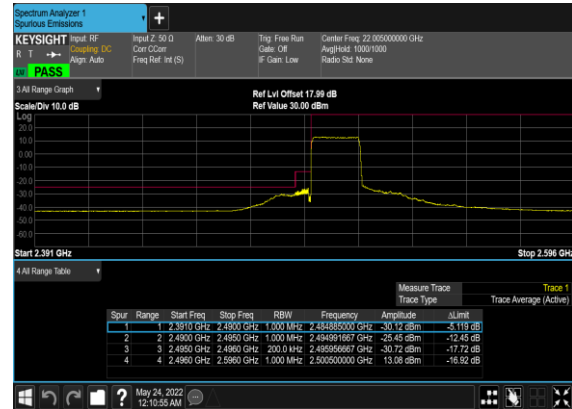 Spectrum Analyzer 1
Spurious Emissions
+
KEYSIGHT Input: RF Input Z: 50 Ω Atten: 30 dB Trig: Free Run Center Freq: 22.005000000 GHz
R T Coupling: DC Corr CCorr Gate: Off Avg|Hold: 1000/1000
Align: Auto Freq Ref: Int (S) IF Gain: Low Radio Std: None
LXI PASS
3 All Range Graph Ref Lvl Offset 17.99 dB
Scale/Div 10.0 dB Ref Value 30.00 dBm
Log
20.0
10.0
0.00
-10.0
-20.0
-30.0
-40.0
-50.0
-60.0
Start 2.391 GHz Stop 2.596 GHz
4 All Range Table
Measure Trace Trace 1
Trace Type Trace Average (Active)
Spur Range Start Freq Stop Freq RBW Frequency Amplitude ΔLimit
1 1 2.3910 GHz 2.4900 GHz 1.000 MHz 2.484885000 GHz -30.12 dBm -5.119 dB
2 2 2.4900 GHz 2.4950 GHz 1.000 MHz 2.494991667 GHz -25.45 dBm -12.45 dB
3 3 2.4950 GHz 2.4960 GHz 200.0 kHz 2.495956667 GHz -30.72 dBm -17.72 dB
4 4 2.4960 GHz 2.5960 GHz 1.000 MHz 2.500500000 GHz 13.08 dBm -16.92 dB
? May 24, 2022
12:10:55 AM